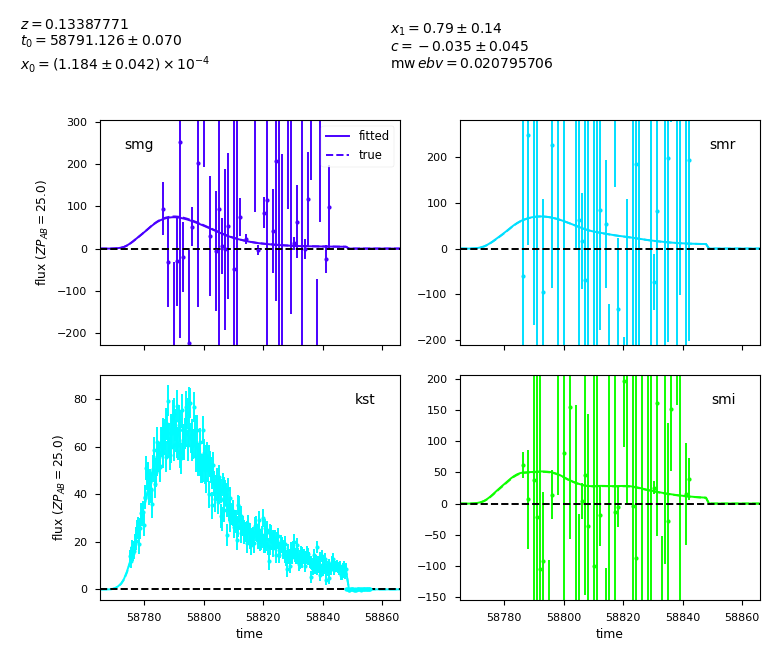 z = 0.13387771
t₀ = 58791.126 ± 0.070
x₀ = (1.184 ± 0.042) × 10⁻⁴
x₁ = 0.79 ± 0.14
c = −0.035 ± 0.045
mw ebv = 0.020795706
smg
fitted
true
300
200
100
0
−100
−200
flux (ZP_AB = 25.0)
smr
200
100
0
−100
−200
kst
80
60
40
20
0
flux (ZP_AB = 25.0)
58780 58800 58820 58840 58860
time
smi
200
150
100
50
0
−50
−100
−150
58780 58800 58820 58840 58860
time